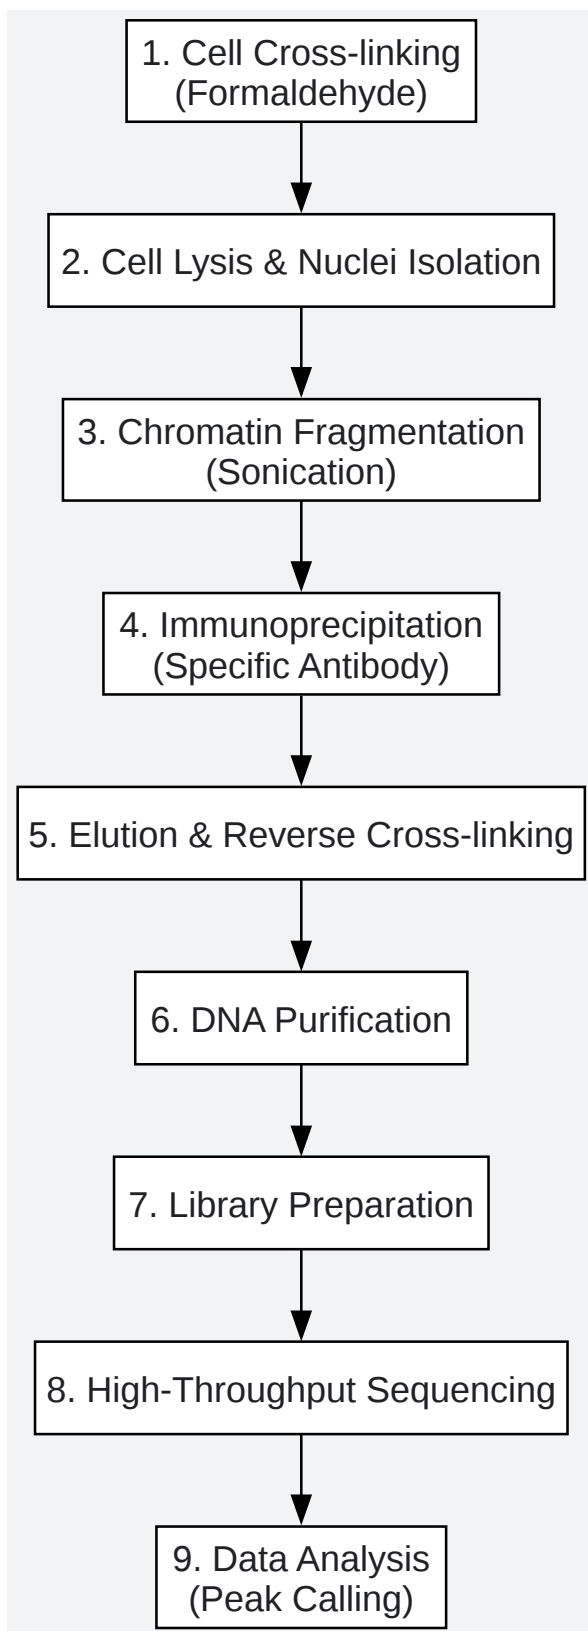 1. Cell Cross-linking
(Formaldehyde)
2. Cell Lysis & Nuclei Isolation
3. Chromatin Fragmentation
(Sonication)
4. Immunoprecipitation
(Specific Antibody)
5. Elution & Reverse Cross-linking
6. DNA Purification
7. Library Preparation
8. High-Throughput Sequencing
9. Data Analysis
(Peak Calling)